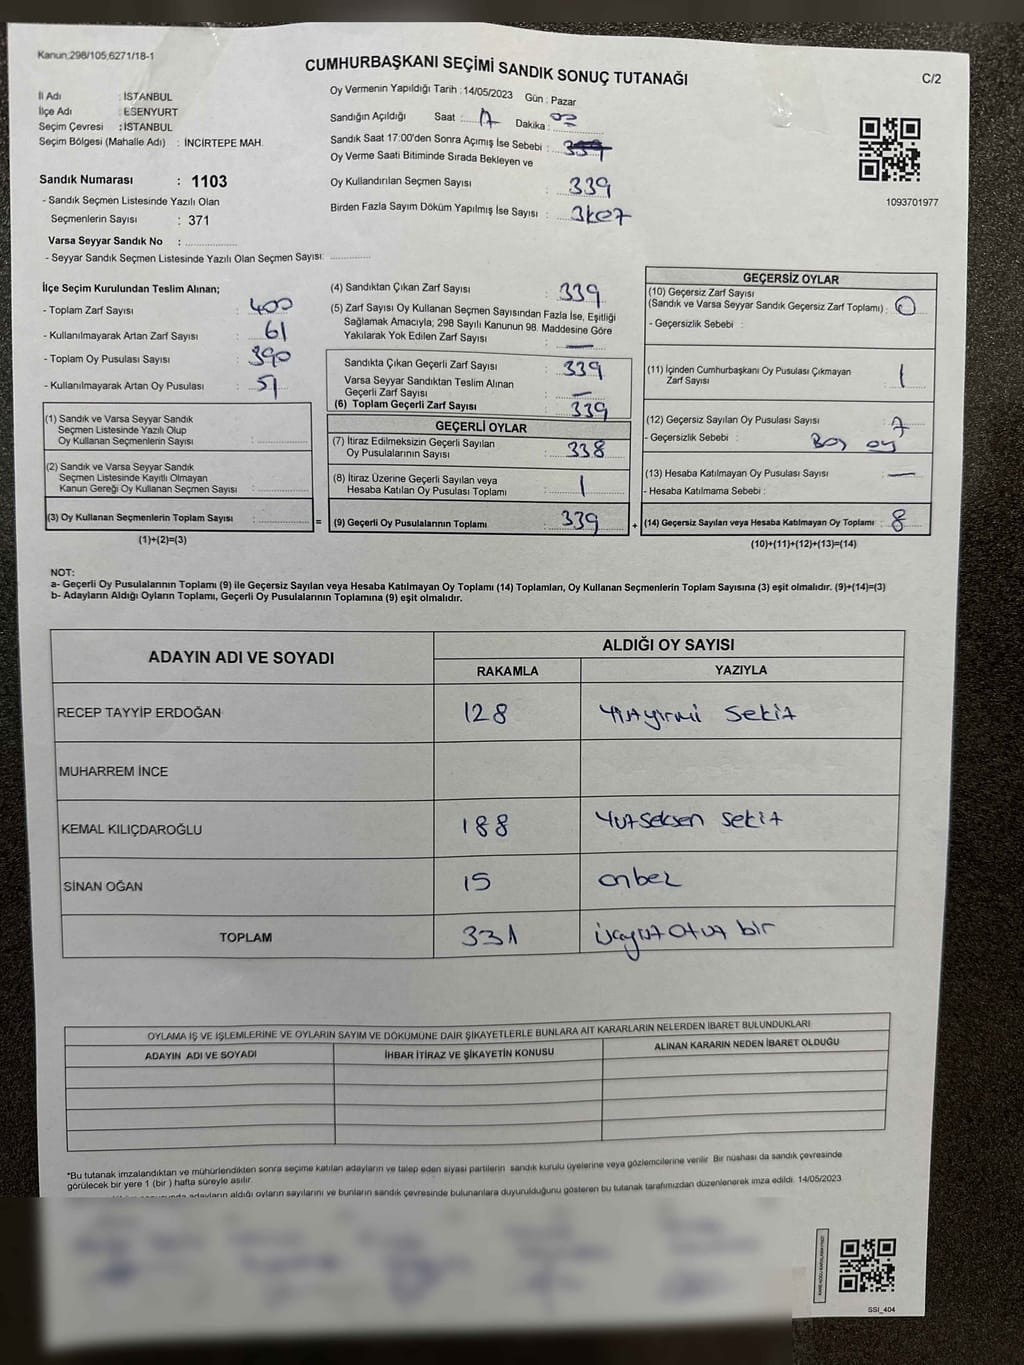 Kanun:298/105,6271/18-1
CUMHURBAŞKANI SEÇİMİ SANDIK SONUÇ TUTANAĞI
C/2
İl Adı : İSTANBUL
İlçe Adı : ESENYURT
Seçim Çevresi : İSTANBUL
Seçim Bölgesi (Mahalle Adı) : İNCİRTEPE MAH.
Oy Vermenin Yapıldığı Tarih : 14/05/2023 Gün : Pazar
Sandığın Açıldığı Saat : 17 Dakika : 00
Sandık Saat 17:00'den Sonra Açımış İse Sebebi :
Oy Verme Saati Bitiminde Sırada Bekleyen ve
Oy Kullandırılan Seçmen Sayısı : 339
Birden Fazla Sayım Döküm Yapılmış İse Sayısı : 3kez
1093701977
Sandık Numarası : 1103
- Sandık Seçmen Listesinde Yazılı Olan
Seçmenlerin Sayısı : 371
Varsa Seyyar Sandık No :
- Seyyar Sandık Seçmen Listesinde Yazılı Olan Seçmen Sayısı:
İlçe Seçim Kurulundan Teslim Alınan;
- Toplam Zarf Sayısı : 400
- Kullanılmayarak Artan Zarf Sayısı : 61
- Toplam Oy Pusulası Sayısı : 390
- Kullanılmayarak Artan Oy Pusulası : 51
(1) Sandık ve Varsa Seyyar Sandık
Seçmen Listesinde Yazılı Olup
Oy Kullanan Seçmenlerin Sayısı :
(2) Sandık ve Varsa Seyyar Sandık
Seçmen Listesinde Kayıtlı Olmayan
Kanun Gereği Oy Kullanan Seçmen Sayısı :
(3) Oy Kullanan Seçmenlerin Toplam Sayısı :
(1)+(2)=(3)
(4) Sandıktan Çıkan Zarf Sayısı : 339
(5) Zarf Sayısı Oy Kullanan Seçmen Sayısından Fazla İse, Eşitliği
Sağlamak Amacıyla; 298 Sayılı Kanunun 98. Maddesine Göre
Yakılarak Yok Edilen Zarf Sayısı : —
Sandıkta Çıkan Geçerli Zarf Sayısı : 339
Varsa Seyyar Sandıktan Teslim Alınan
Geçerli Zarf Sayısı : —
(6) Toplam Geçerli Zarf Sayısı : 339
GEÇERLİ OYLAR
(7) İtiraz Edilmeksizin Geçerli Sayılan
Oy Pusulalarının Sayısı : 338
(8) İtiraz Üzerine Geçerli Sayılan veya
Hesaba Katılan Oy Pusulası Toplamı : 1
= (9) Geçerli Oy Pusulalarının Toplamı : 339
GEÇERSİZ OYLAR
(10) Geçersiz Zarf Sayısı
(Sandık ve Varsa Seyyar Sandık Geçersiz Zarf Toplamı) : 0
- Geçersizlik Sebebi :
(11) İçinden Cumhurbaşkanı Oy Pusulası Çıkmayan
Zarf Sayısı : 1
(12) Geçersiz Sayılan Oy Pusulası Sayısı : 7
- Geçersizlik Sebebi : Boş oy
(13) Hesaba Katılmayan Oy Pusulası Sayısı : —
- Hesaba Katılmama Sebebi :
+ (14) Geçersiz Sayılan veya Hesaba Katılmayan Oy Toplamı : 8
(10)+(11)+(12)+(13)=(14)
NOT:
a- Geçerli Oy Pusulalarının Toplamı (9) ile Geçersiz Sayılan veya Hesaba Katılmayan Oy Toplamı (14) Toplamları, Oy Kullanan Seçmenlerin Toplam Sayısına (3) eşit olmalıdır. (9)+(14)=(3)
b- Adayların Aldığı Oyların Toplamı, Geçerli Oy Pusulalarının Toplamına (9) eşit olmalıdır.
ADAYIN ADI VE SOYADI
ALDIĞI OY SAYISI
RAKAMLA YAZIYLA
RECEP TAYYİP ERDOĞAN 128 Yüzyirmi Sekiz
MUHARREM İNCE
KEMAL KILIÇDAROĞLU 188 Yüzseksen sekiz
SİNAN OĞAN 15 onbeş
TOPLAM 331 üçyüzotuz bir
OYLAMA İŞ VE İŞLEMLERİNE VE OYLARIN SAYIM VE DÖKÜMÜNE DAİR ŞİKAYETLERLE BUNLARA AİT KARARLARIN NELERDEN İBARET BULUNDUKLARI
ADAYIN ADI VE SOYADI İHBAR İTİRAZ VE ŞİKAYETİN KONUSU ALINAN KARARIN NEDEN İBARET OLDUĞU
*Bu tutanak imzalandıktan ve mühürlendikten sonra seçime katılan adayların ve talep eden siyasi partilerin sandık kurulu üyelerine veya gözlemcilerine verilir. Bir nüshası da sandık çevresinde
görülecek bir yere 1 (bir ) hafta süreyle asılır.
adayların aldığı oyların sayılarını ve bunların sandık çevresinde bulunanlara duyurulduğunu gösteren bu tutanak tarafımızdan düzenlenerek imza edildi. 14/05/2023
SSI_404